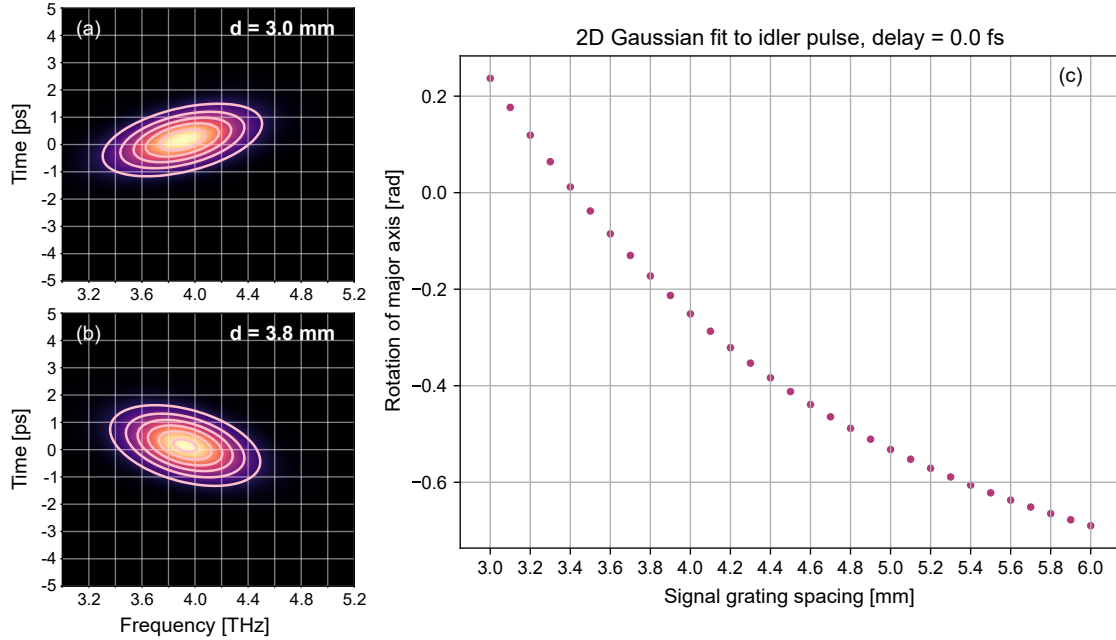 (a)
d = 3.0 mm
5
4
3
2
1
0
-1
-2
-3
-4
-5
Time [ps]
3.2 3.6 4.0 4.4 4.8 5.2
(b)
d = 3.8 mm
5
4
3
2
1
0
-1
-2
-3
-4
-5
Time [ps]
3.2 3.6 4.0 4.4 4.8 5.2
Frequency [THz]
2D Gaussian fit to idler pulse, delay = 0.0 fs
(c)
0.2
0.0
−0.2
−0.4
−0.6
Rotation of major axis [rad]
3.0 3.2 3.4 3.6 3.8 4.0 4.2 4.4 4.6 4.8 5.0 5.2 5.4 5.6 5.8 6.0
Signal grating spacing [mm]